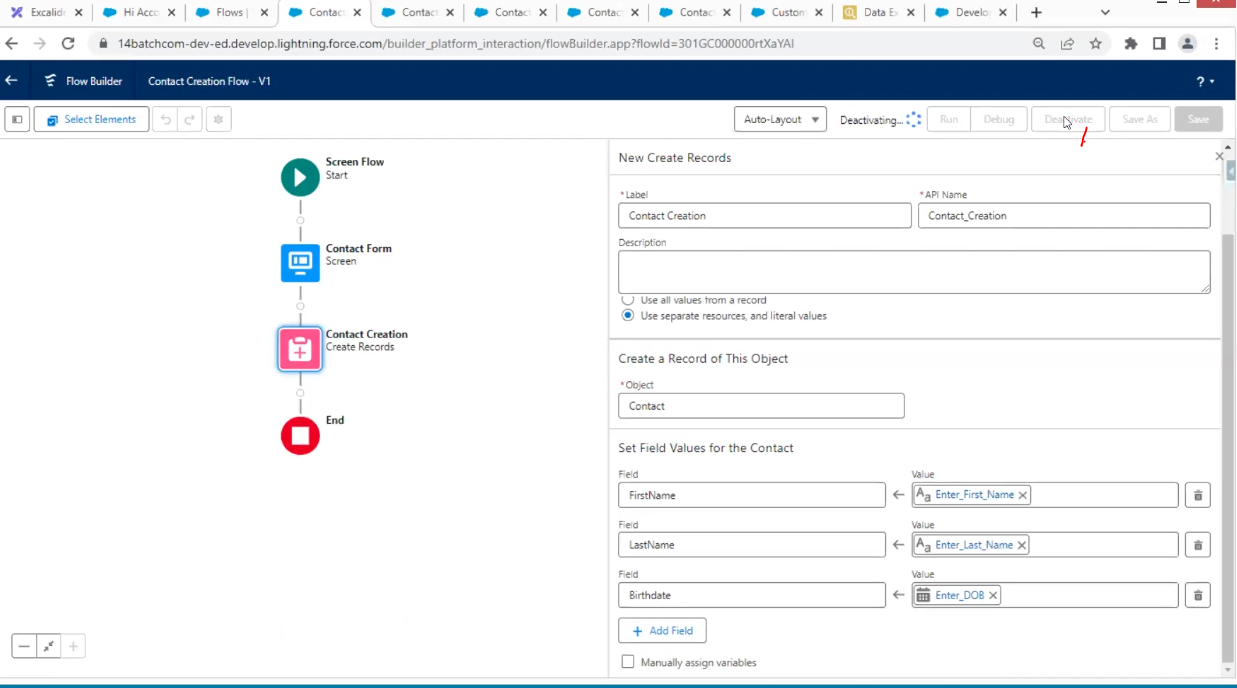 Excalid
Hi Acco
Flows |
Contac
Contact
Contact
Contac
Contac
Custom
Data E
Develo
14batchcom-dev-ed.develop.lightning.force.com/builder_platform_interaction/flowBuilder.app?flowId=301GC000000rtXaYAI
Flow Builder Contact Creation Flow - V1 ?
Select Elements Auto-Layout Deactivating... Run Debug Deactivate Save As Save
Screen Flow
Start
Contact Form
Screen
Contact Creation
Create Records
End
New Create Records
*Label *API Name
Contact Creation Contact_Creation
Description
Use all values from a record
Use separate resources, and literal values
Create a Record of This Object
*Object
Contact
Set Field Values for the Contact
Field Value
FirstName Aa Enter_First_Name
Field Value
LastName Aa Enter_Last_Name
Field Value
Birthdate Enter_DOB
+ Add Field
Manually assign variables